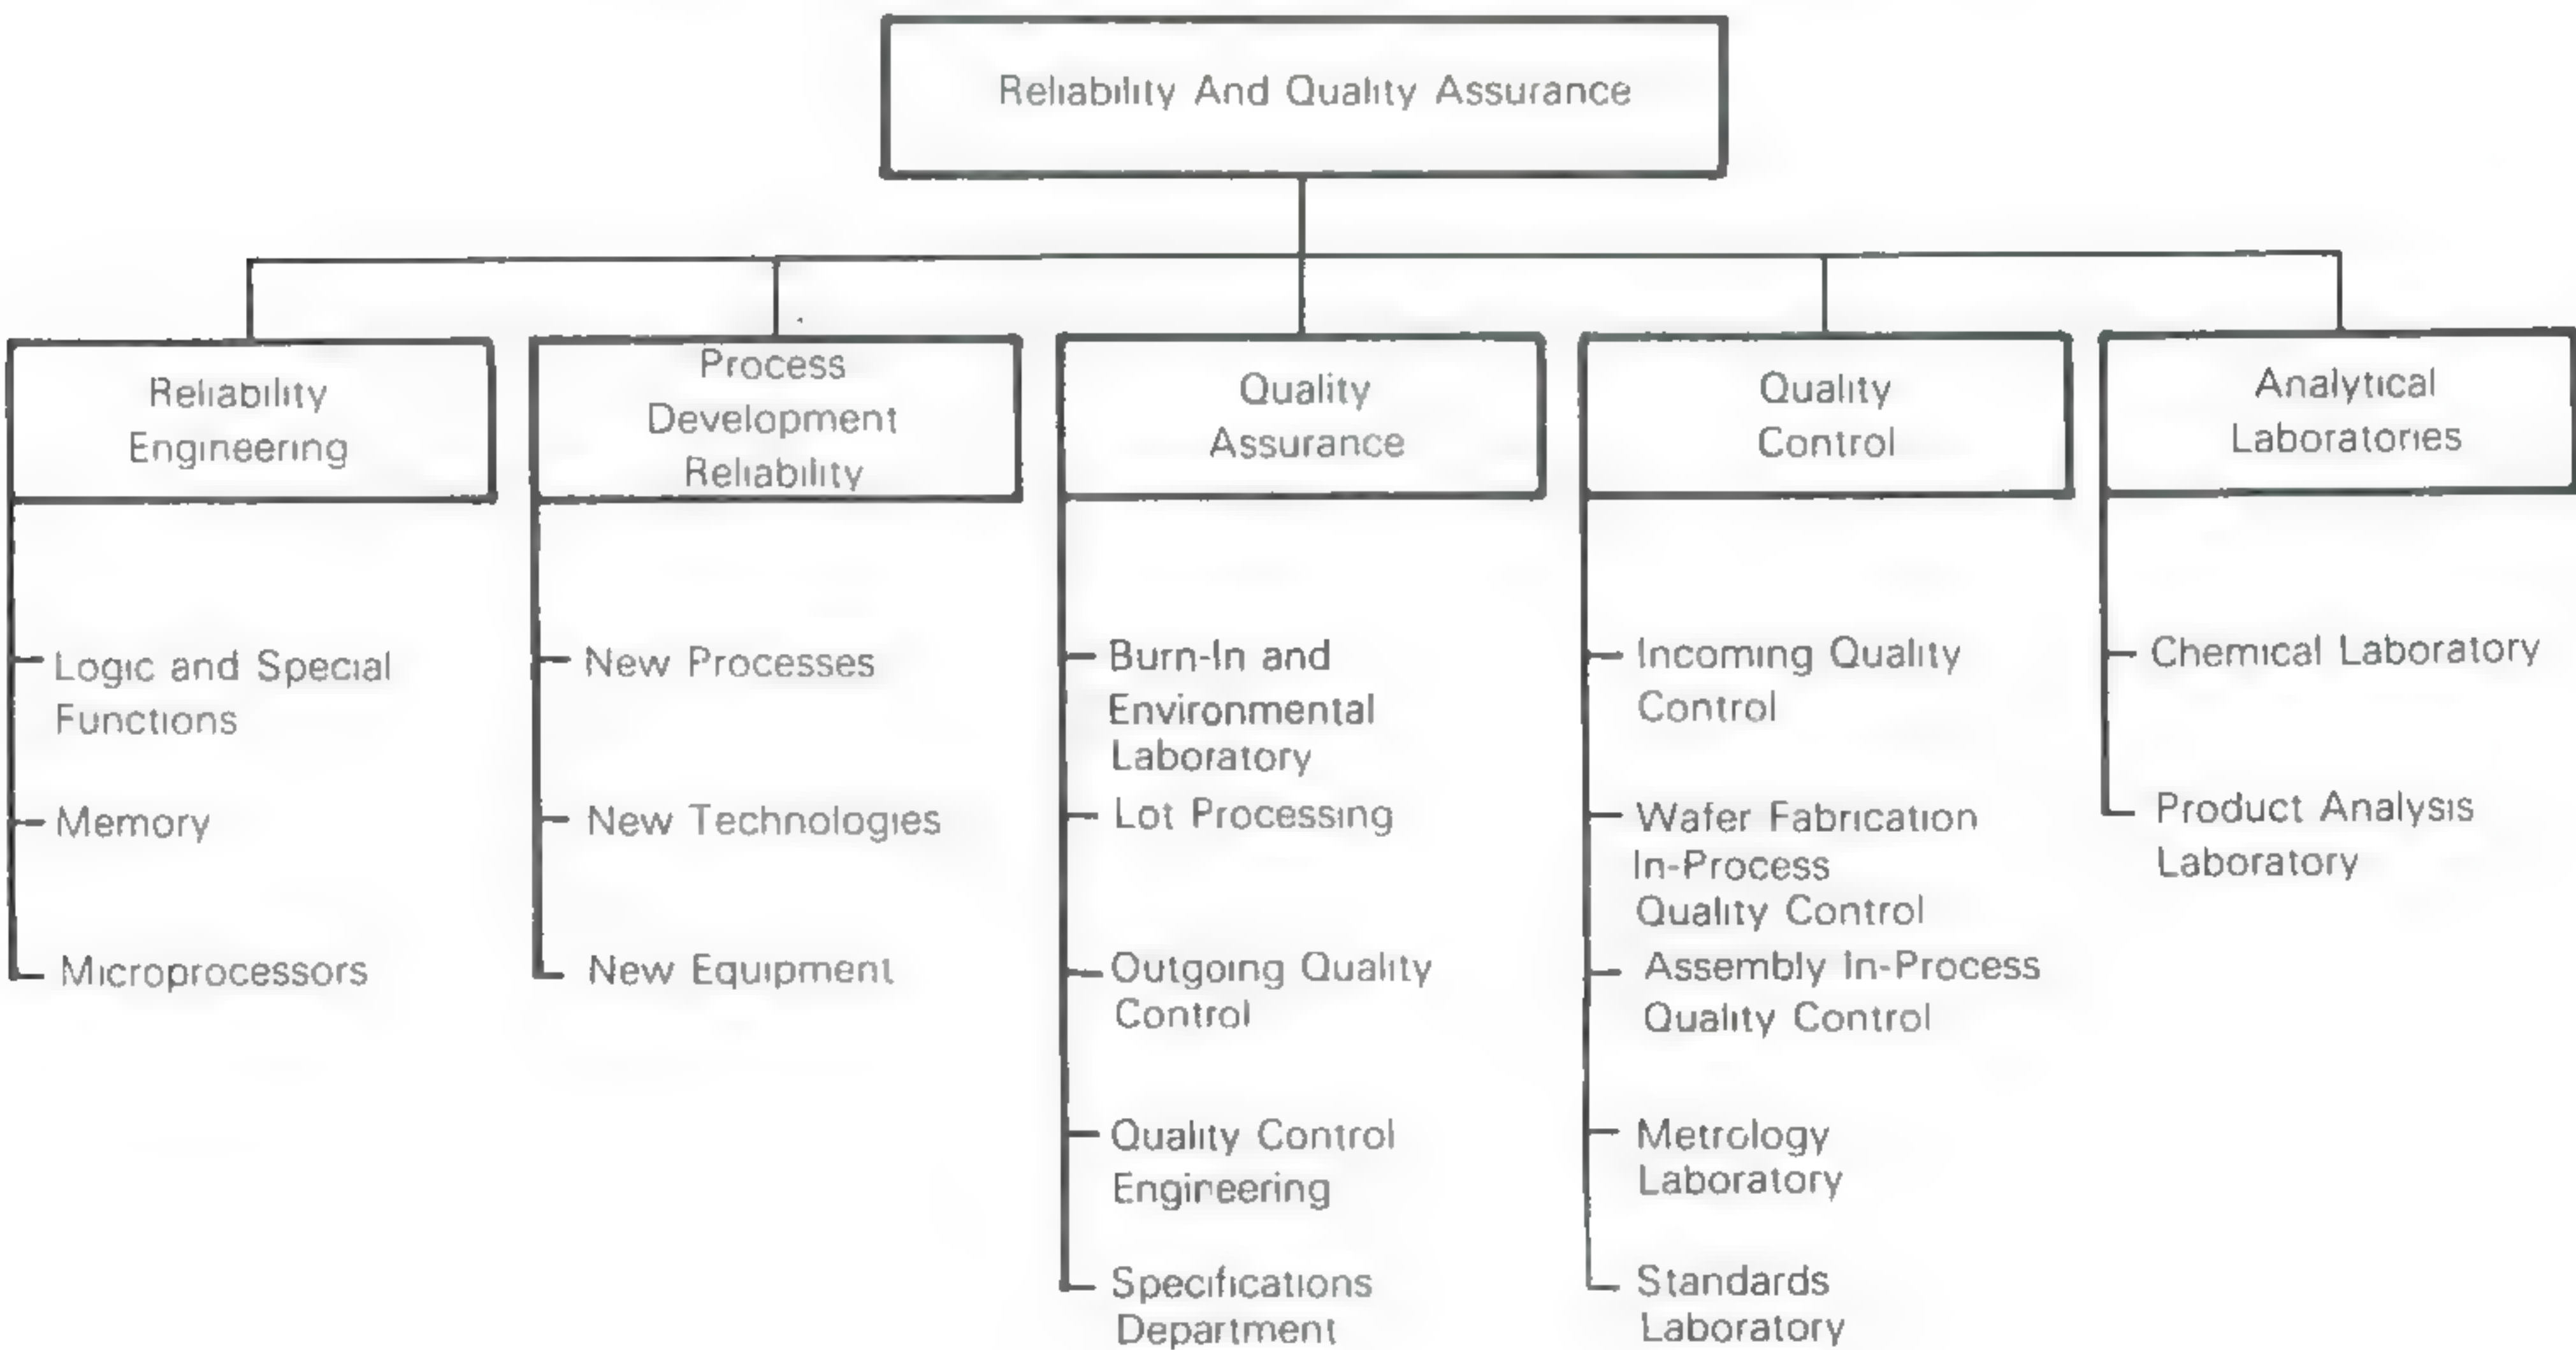 Reliability And Quality Assurance
Reliability
Engineering
Logic and Special
Functions
Memory
Microprocessors
Process
Development
Reliability
New Processes
New Technologies
New Equipment
Quality
Assurance
Burn-In and
Environmental
Laboratory
Lot Processing
Outgoing Quality
Control
Quality Control
Engineering
Specifications
Department
Quality
Control
Incoming Quality
Control
Wafer Fabrication
In-Process
Quality Control
Assembly In-Process
Quality Control
Metrology
Laboratory
Standards
Laboratory
Analytical
Laboratories
Chemical Laboratory
Product Analysis
Laboratory